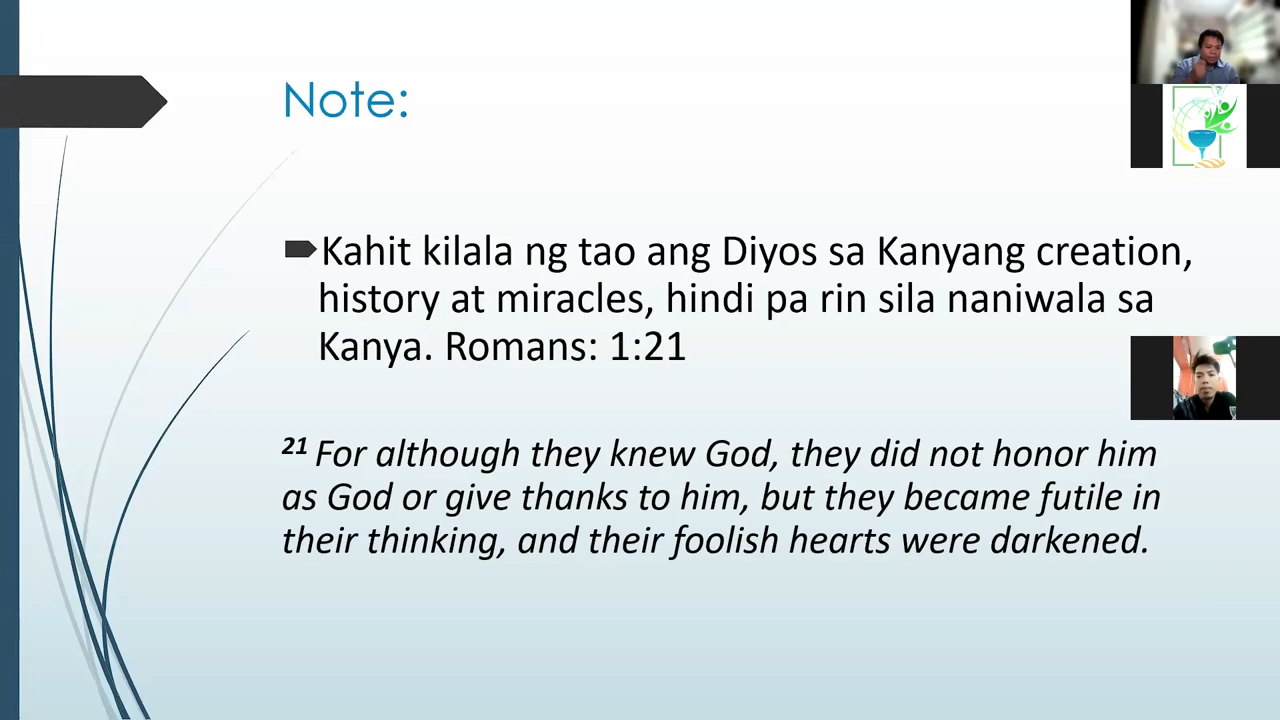 Note:
Kahit kilala ng tao ang Diyos sa Kanyang creation,
history at miracles, hindi pa rin sila naniwala sa
Kanya. Romans: 1:21
21 For although they knew God, they did not honor him
as God or give thanks to him, but they became futile in
their thinking, and their foolish hearts were darkened.